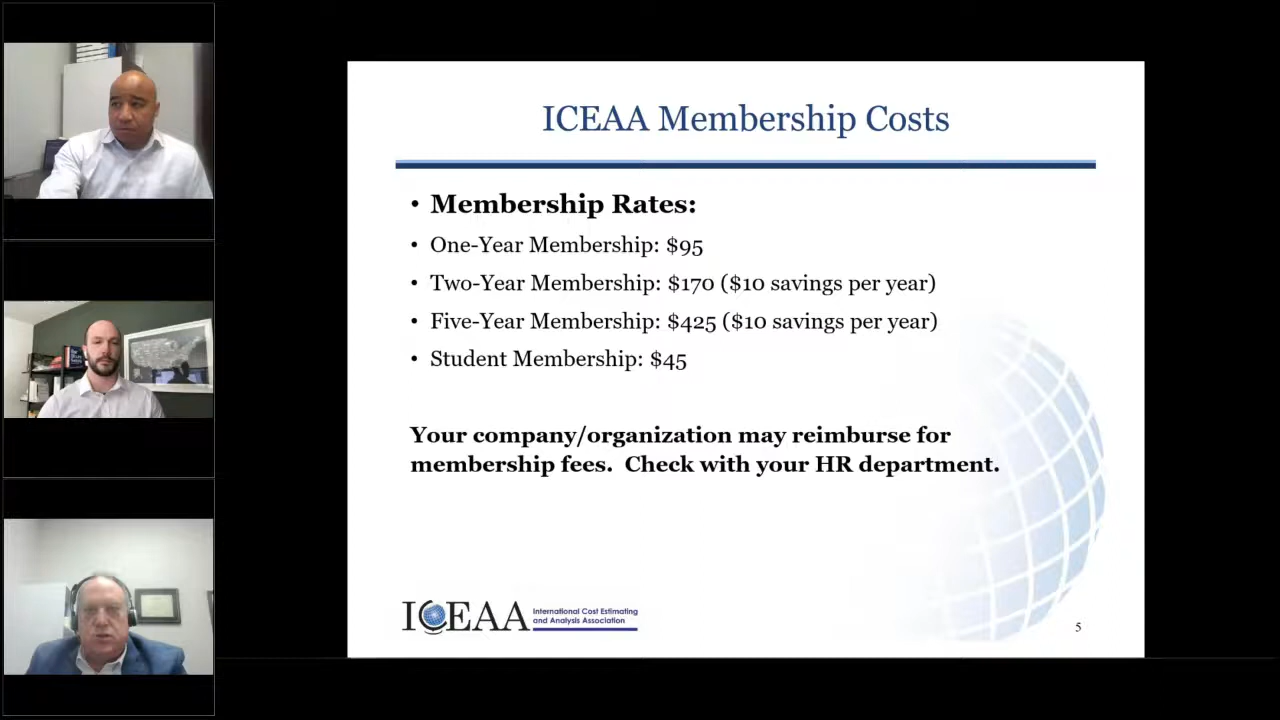 ICEAA Membership Costs
• Membership Rates:
• One-Year Membership: $95
• Two-Year Membership: $170 ($10 savings per year)
• Five-Year Membership: $425 ($10 savings per year)
• Student Membership: $45
Your company/organization may reimburse for
membership fees.  Check with your HR department.
ICEAA
International Cost Estimating
and Analysis Association
5